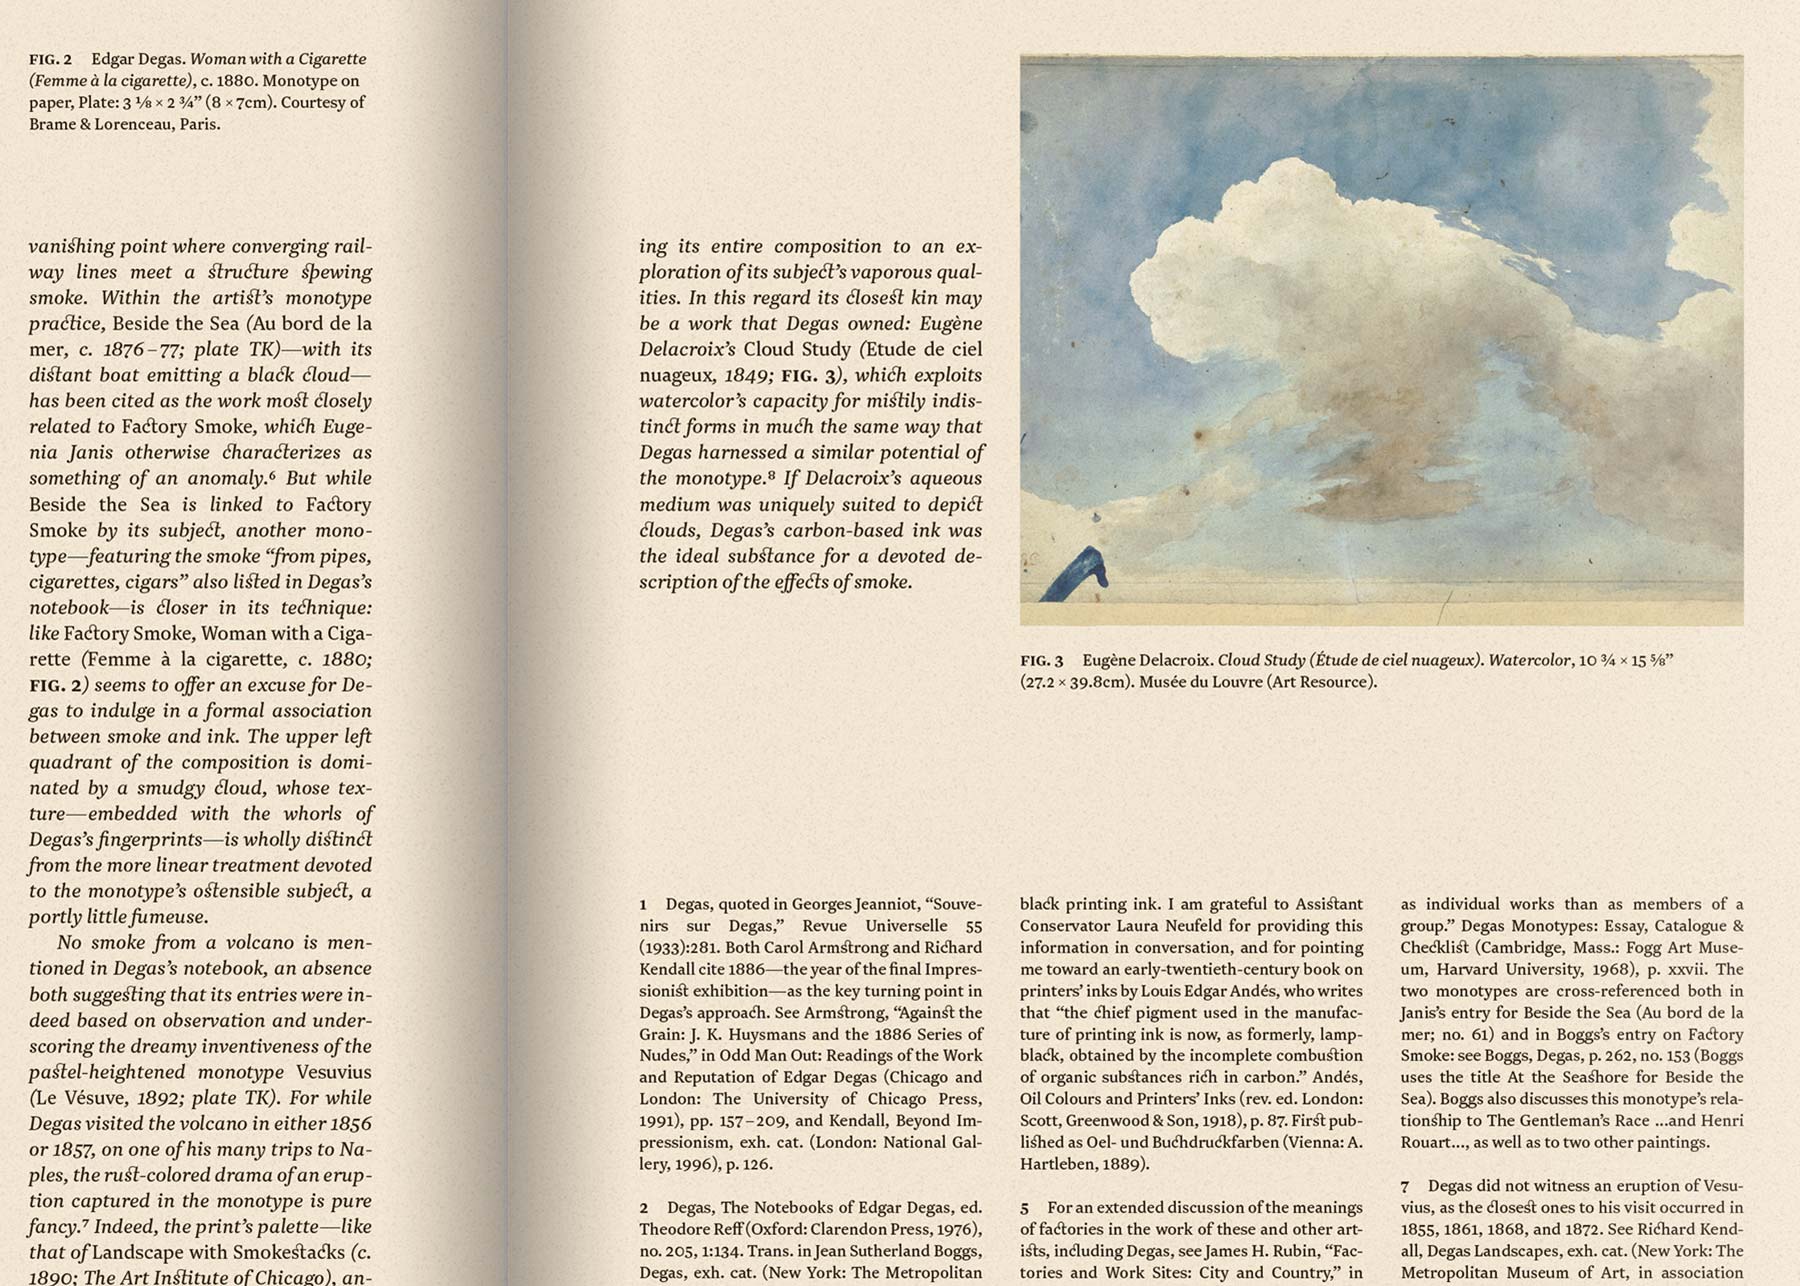 FIG. 2 Edgar Degas. Woman with a Cigarette
(Femme à la cigarette), c. 1880. Monotype on
paper, Plate: 3 ⅛ × 2 ¾” (8 × 7cm). Courtesy of
Brame & Lorenceau, Paris.
vanishing point where converging rail-
way lines meet a structure spewing
smoke. Within the artist’s monotype
practice, Beside the Sea (Au bord de la
mer, c. 1876–77; plate TK)—with its
distant boat emitting a black cloud—
has been cited as the work most closely
related to Factory Smoke, which Euge-
nia Janis otherwise characterizes as
something of an anomaly.⁶ But while
Beside the Sea is linked to Factory
Smoke by its subject, another mono-
type—featuring the smoke “from pipes,
cigarettes, cigars” also listed in Degas’s
notebook—is closer in its technique:
like Factory Smoke, Woman with a Ciga-
rette (Femme à la cigarette, c. 1880;
FIG. 2) seems to offer an excuse for De-
gas to indulge in a formal association
between smoke and ink. The upper left
quadrant of the composition is domi-
nated by a smudgy cloud, whose tex-
ture—embedded with the whorls of
Degas’s fingerprints—is wholly distinct
from the more linear treatment devoted
to the monotype’s ostensible subject, a
portly little fumeuse.
No smoke from a volcano is men-
tioned in Degas’s notebook, an absence
both suggesting that its entries were in-
deed based on observation and under-
scoring the dreamy inventiveness of the
pastel-heightened monotype Vesuvius
(Le Vésuve, 1892; plate TK). For while
Degas visited the volcano in either 1856
or 1857, on one of his many trips to Na-
ples, the rust-colored drama of an erup-
tion captured in the monotype is pure
fancy.⁷ Indeed, the print’s palette—like
that of Landscape with Smokestacks (c.
1890; The Art Institute of Chicago), an-
ing its entire composition to an ex-
ploration of its subject’s vaporous qual-
ities. In this regard its closest kin may
be a work that Degas owned: Eugène
Delacroix’s Cloud Study (Etude de ciel
nuageux, 1849; FIG. 3), which exploits
watercolor’s capacity for mistily indis-
tinct forms in much the same way that
Degas harnessed a similar potential of
the monotype.⁸ If Delacroix’s aqueous
medium was uniquely suited to depict
clouds, Degas’s carbon-based ink was
the ideal substance for a devoted de-
scription of the effects of smoke.
FIG. 3 Eugène Delacroix. Cloud Study (Étude de ciel nuageux). Watercolor, 10 ¾ × 15 ⅝”
(27.2 × 39.8cm). Musée du Louvre (Art Resource).
1 Degas, quoted in Georges Jeanniot, “Souve-
nirs sur Degas,” Revue Universelle 55
(1933):281. Both Carol Armstrong and Richard
Kendall cite 1886—the year of the final Impres-
sionist exhibition—as the key turning point in
Degas’s approach. See Armstrong, “Against the
Grain: J. K. Huysmans and the 1886 Series of
Nudes,” in Odd Man Out: Readings of the Work
and Reputation of Edgar Degas (Chicago and
London: The University of Chicago Press,
1991), pp. 157–209, and Kendall, Beyond Im-
pressionism, exh. cat. (London: National Gal-
lery, 1996), p. 126.
2 Degas, The Notebooks of Edgar Degas, ed.
Theodore Reff (Oxford: Clarendon Press, 1976),
no. 205, 1:134. Trans. in Jean Sutherland Boggs,
Degas, exh. cat. (New York: The Metropolitan
black printing ink. I am grateful to Assistant
Conservator Laura Neufeld for providing this
information in conversation, and for pointing
me toward an early-twentieth-century book on
printers’ inks by Louis Edgar Andés, who writes
that “the chief pigment used in the manufac-
ture of printing ink is now, as formerly, lamp-
black, obtained by the incomplete combustion
of organic substances rich in carbon.” Andés,
Oil Colours and Printers’ Inks (rev. ed. London:
Scott, Greenwood & Son, 1918), p. 87. First pub-
lished as Oel- und Buchdruckfarben (Vienna: A.
Hartleben, 1889).
5 For an extended discussion of the meanings
of factories in the work of these and other art-
ists, including Degas, see James H. Rubin, “Fac-
tories and Work Sites: City and Country,” in
as individual works than as members of a
group.” Degas Monotypes: Essay, Catalogue &
Checklist (Cambridge, Mass.: Fogg Art Muse-
um, Harvard University, 1968), p. xxvii. The
two monotypes are cross-referenced both in
Janis’s entry for Beside the Sea (Au bord de la
mer; no. 61) and in Boggs’s entry on Factory
Smoke: see Boggs, Degas, p. 262, no. 153 (Boggs
uses the title At the Seashore for Beside the
Sea). Boggs also discusses this monotype’s rela-
tionship to The Gentleman’s Race ...and Henri
Rouart..., as well as to two other paintings.
7 Degas did not witness an eruption of Vesu-
vius, as the closest ones to his visit occurred in
1855, 1861, 1868, and 1872. See Richard Kend-
all, Degas Landscapes, exh. cat. (New York: The
Metropolitan Museum of Art, in association